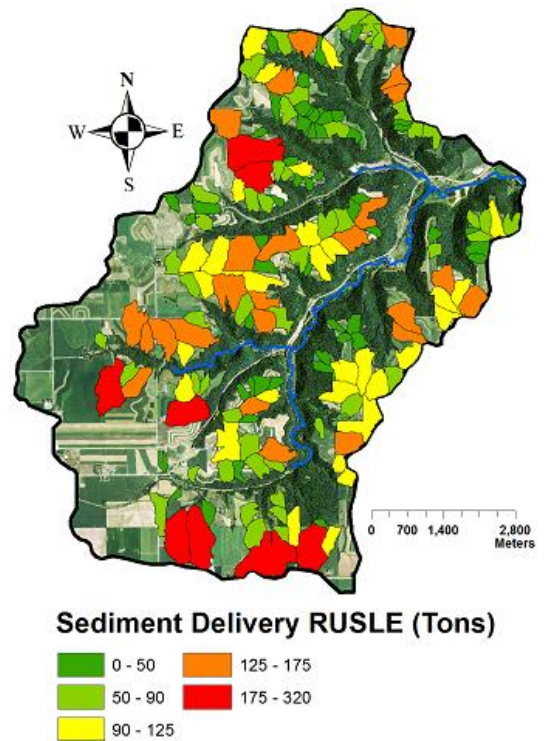 N
W E
S
0 700 1,400 2,800
Meters
Sediment Delivery RUSLE (Tons)
0 - 50 125 - 175
50 - 90 175 - 320
90 - 125